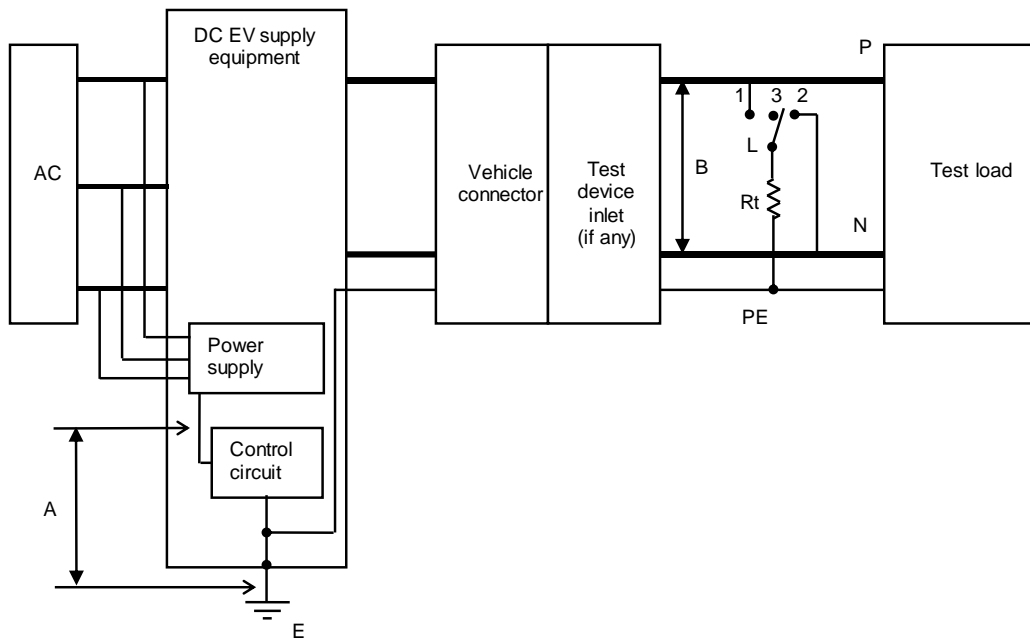 DC EV supply
equipment
P
1 3 2
AC
L
B
Vehicle
connector
Test
device
inlet
(if any)
Rt
Test load
N
PE
Power
supply
Control
circuit
A
E